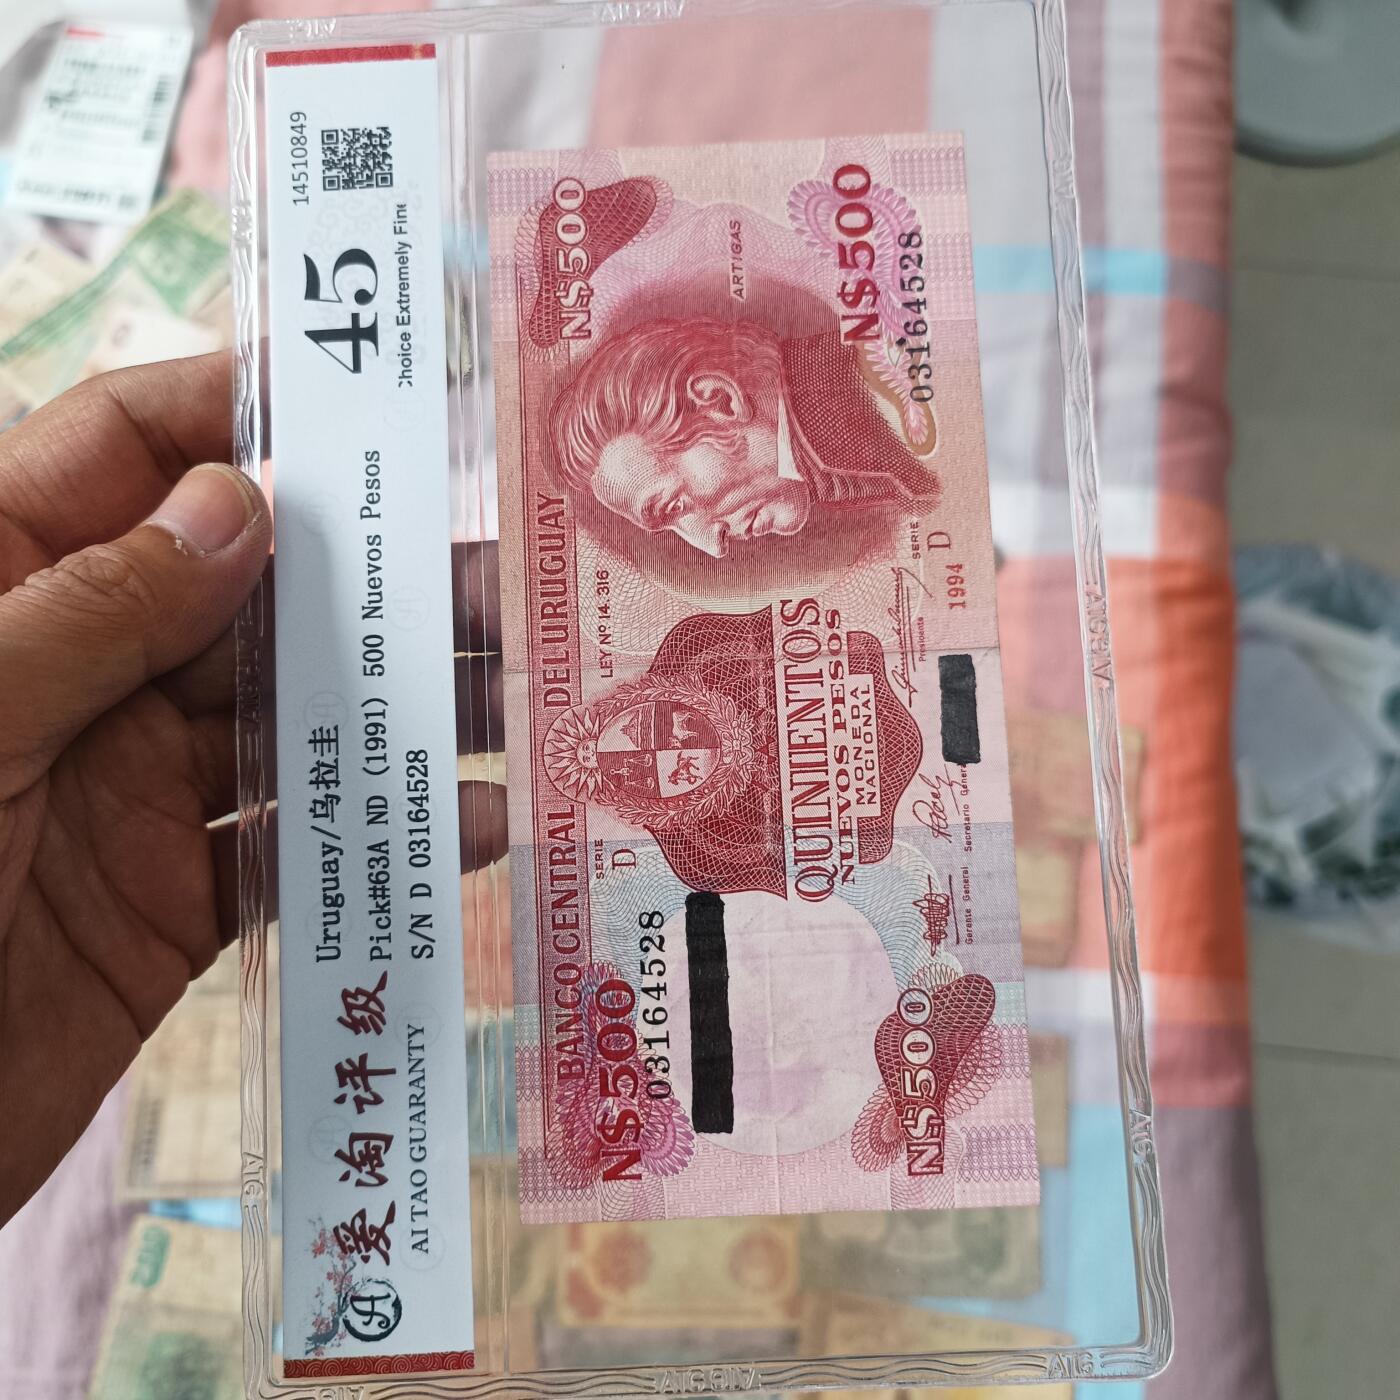 爱淘评级
AI TAO GUARANTY
Uruguay/乌拉圭
Pick#63A ND (1991) 500 Nuevos Pesos
S/N D 03164528
45
Choice Extremely Fine
14510849
BANCO CENTRAL DEL URUGUAY
N$500
N$500
03164528
SERIE
D
LEY Nº 14.316
ARTIGAS
QUINIENTOS
NUEVOS PESOS
MONEDA
NACIONAL
N$500
03164528
N$500
Gerente General
Secretario General
Presidente
SERIE
D
1994